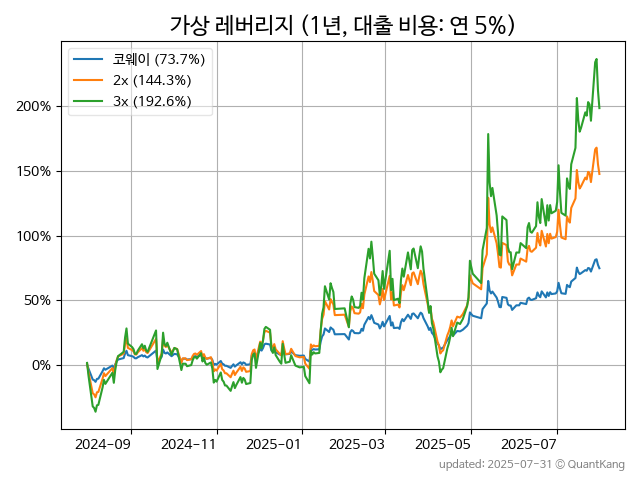 가상 레버리지 (1년, 대출 비용: 연 5%)
코웨이 (73.7%)
2x (144.3%)
3x (192.6%)
200%
150%
100%
50%
0%
2024-09 2024-11 2025-01 2025-03 2025-05 2025-07
updated: 2025-07-31 © QuantKang